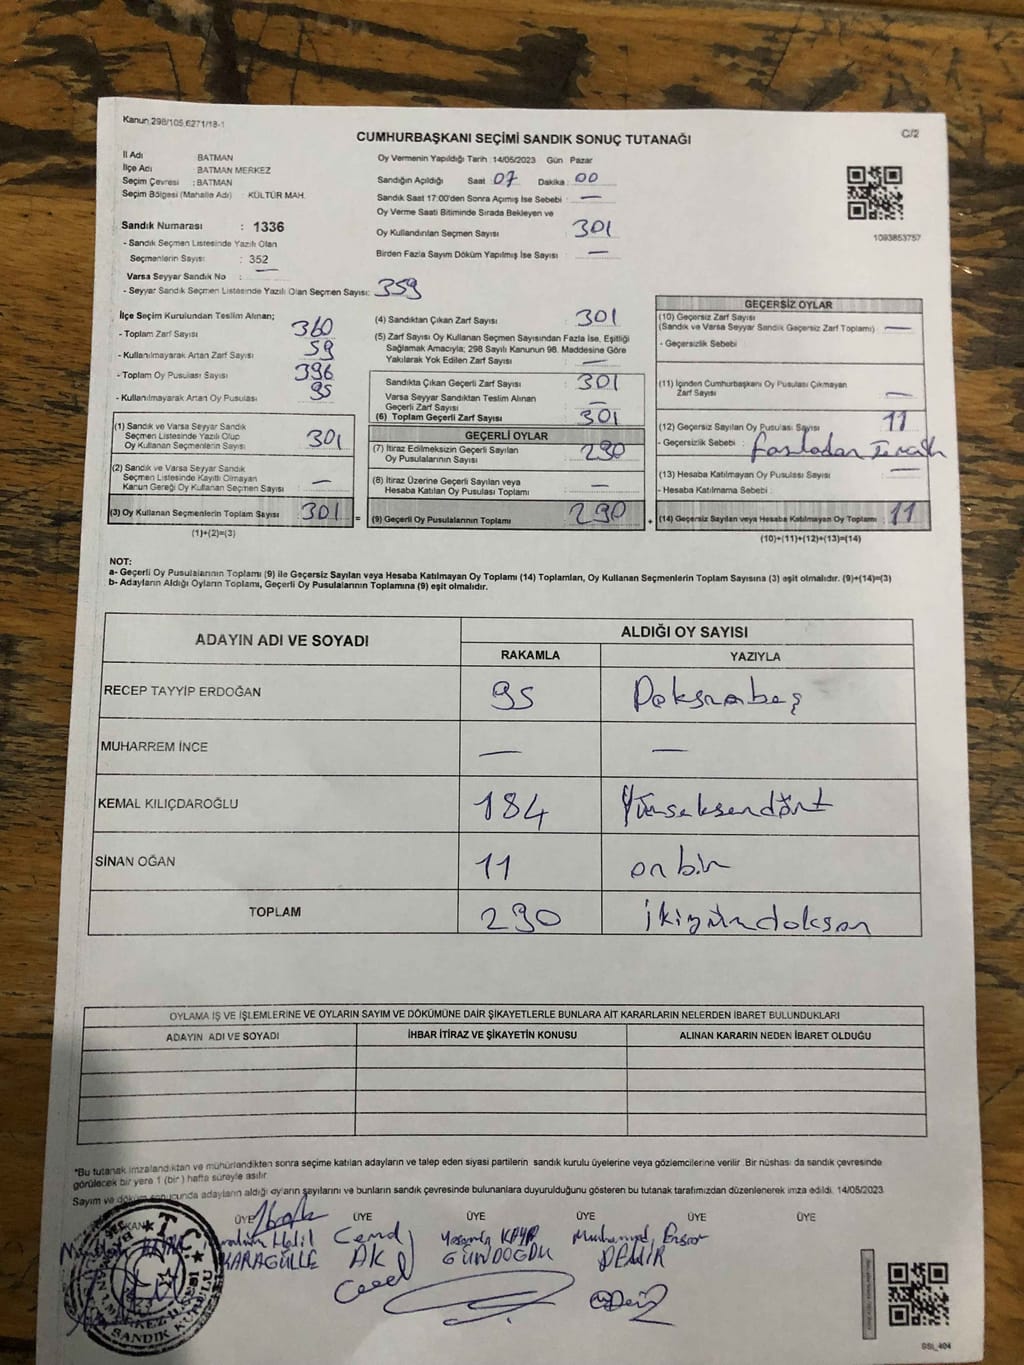 Kanun 298/105,6271/18-1
CUMHURBAŞKANI SEÇİMİ SANDIK SONUÇ TUTANAĞI
C/2
İl Adı BATMAN
İlçe Adı BATMAN MERKEZ
Seçim Çevresi : BATMAN
Seçim Bölgesi (Mahalle Adı) KÜLTÜR MAH.
Oy Vermenin Yapıldığı Tarih 14/05/2023 Gün Pazar
Sandığın Açıldığı Saat 07 Dakika : 00
Sandık Saat 17:00'den Sonra Açımış İse Sebebi : —
Oy Verme Saati Bitiminde Sırada Bekleyen ve
Oy Kullandırılan Seçmen Sayısı 301
Birden Fazla Sayım Döküm Yapılmış İse Sayısı : —
1093853757
Sandık Numarası : 1336
- Sandık Seçmen Listesinde Yazılı Olan
Seçmenlerin Sayısı : 352
Varsa Seyyar Sandık No : —
- Seyyar Sandık Seçmen Listesinde Yazılı Olan Seçmen Sayısı: 359
İlçe Seçim Kurulundan Teslim Alınan;
- Toplam Zarf Sayısı 360
- Kullanılmayarak Artan Zarf Sayısı 59
- Toplam Oy Pusulası Sayısı 396
- Kullanılmayarak Artan Oy Pusulası 95
(1) Sandık ve Varsa Seyyar Sandık
Seçmen Listesinde Yazılı Olup
Oy Kullanan Seçmenlerin Sayısı 301
(2) Sandık ve Varsa Seyyar Sandık
Seçmen Listesinde Kayıtlı Olmayan
Kanun Gereği Oy Kullanan Seçmen Sayısı —
(3) Oy Kullanan Seçmenlerin Toplam Sayısı 301 =
(1)+(2)=(3)
(4) Sandıktan Çıkan Zarf Sayısı 301
(5) Zarf Sayısı Oy Kullanan Seçmen Sayısından Fazla İse, Eşitliği
Sağlamak Amacıyla; 298 Sayılı Kanunun 98. Maddesine Göre
Yakılarak Yok Edilen Zarf Sayısı —
Sandıkta Çıkan Geçerli Zarf Sayısı 301
Varsa Seyyar Sandıktan Teslim Alınan
Geçerli Zarf Sayısı —
(6) Toplam Geçerli Zarf Sayısı 301
GEÇERLİ OYLAR
(7) İtiraz Edilmeksizin Geçerli Sayılan
Oy Pusulalarının Sayısı 290
(8) İtiraz Üzerine Geçerli Sayılan veya
Hesaba Katılan Oy Pusulası Toplamı —
(9) Geçerli Oy Pusulalarının Toplamı 290 +
GEÇERSİZ OYLAR
(10) Geçersiz Zarf Sayısı
(Sandık ve Varsa Seyyar Sandık Geçersiz Zarf Toplamı) —
- Geçersizlik Sebebi
(11) İçinden Cumhurbaşkanı Oy Pusulası Çıkmayan
Zarf Sayısı —
(12) Geçersiz Sayılan Oy Pusulası Sayısı 11
- Geçersizlik Sebebi : fazladan
(13) Hesaba Katılmayan Oy Pusulası Sayısı —
- Hesaba Katılmama Sebebi
(14) Geçersiz Sayılan veya Hesaba Katılmayan Oy Toplamı : 11
(10)+(11)+(12)+(13)=(14)
NOT:
a- Geçerli Oy Pusulalarının Toplamı (9) ile Geçersiz Sayılan veya Hesaba Katılmayan Oy Toplamı (14) Toplamları, Oy Kullanan Seçmenlerin Toplam Sayısına (3) eşit olmalıdır. (9)+(14)=(3)
b- Adayların Aldığı Oyların Toplamı, Geçerli Oy Pusulalarının Toplamına (9) eşit olmalıdır.
ADAYIN ADI VE SOYADI ALDIĞI OY SAYISI
RAKAMLA YAZIYLA
RECEP TAYYİP ERDOĞAN 95 Doksanbeş
MUHARREM İNCE — —
KEMAL KILIÇDAROĞLU 184 Yüzseksendört
SİNAN OĞAN 11 onbir
TOPLAM 290 ikiyüzdoksan
OYLAMA İŞ VE İŞLEMLERİNE VE OYLARIN SAYIM VE DÖKÜMÜNE DAİR ŞİKAYETLERLE BUNLARA AİT KARARLARIN NELERDEN İBARET BULUNDUKLARI
ADAYIN ADI VE SOYADI İHBAR İTİRAZ VE ŞİKAYETİN KONUSU ALINAN KARARIN NEDEN İBARET OLDUĞU
*Bu tutanak imzalandıktan ve mühürlendikten sonra seçime katılan adayların ve talep eden siyasi partilerin sandık kurulu üyelerine veya gözlemcilerine verilir .Bir nüshası da sandık çevresinde
görülecek bir yere 1 (bir) hafta süreyle asılır.
Sayım ve döküm sonucunda adayların aldığı oyların sayılarını ve bunların sandık çevresinde bulunanlara duyurulduğunu gösteren bu tutanak tarafımızdan düzenlenerek imza edildi. 14/05/2023
ÜYE ÜYE ÜYE ÜYE ÜYE ÜYE
Halil KARAGÜLLE
Cemal AK
KAYA GÜNDOĞDU
Muhammed Ensar DEMİR
T.C.
SANDIK KURULU
SSI_404